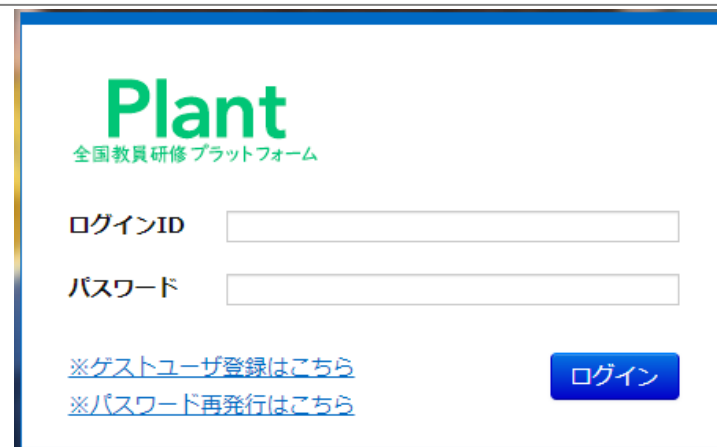 Plant
全国教員研修プラットフォーム
ログインID
パスワード
※ゲストユーザ登録はこちら
※パスワード再発行はこちら
ログイン